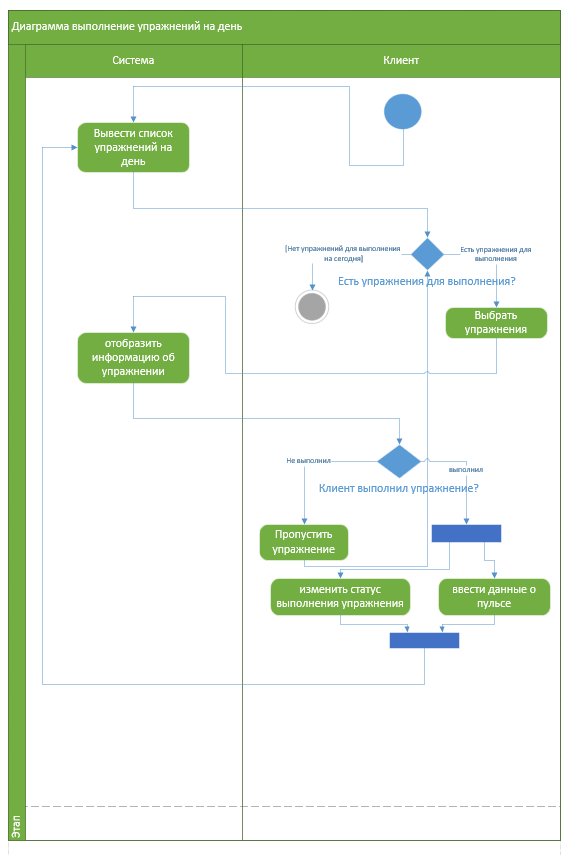 Диаграмма выполнение упражнений на день
Система
Клиент
Вывести список
упражнений на
день
(Нет упражнений для выполнения
на сегодня)
Есть упражнения для
выполнения
Есть упражнения для выполнения?
Выбрать
упражнения
отобразить
информацию об
упражнении
Не выполнил
выполнил
Клиент выполнил упражнение?
Пропустить
упражнение
изменить статус
выполнения упражнения
ввести данные о
пульсе
Этап